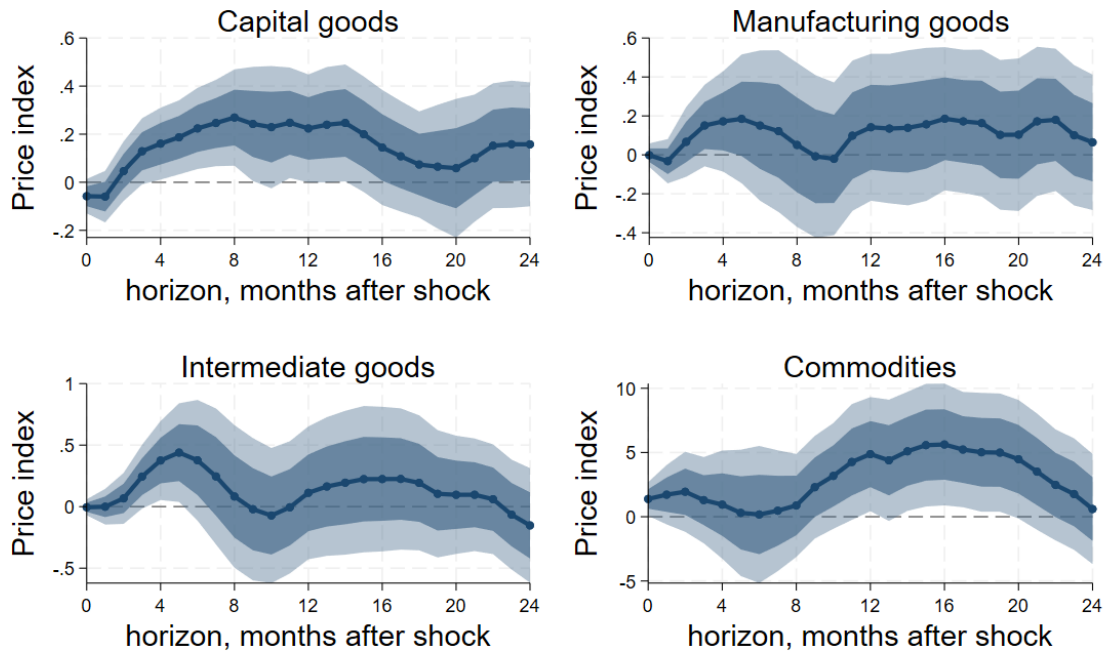 Capital goods
Price index
.6
.4
.2
0
-.2
0 4 8 12 16 20 24
horizon, months after shock
Manufacturing goods
Price index
.6
.4
.2
0
-.2
-.4
0 4 8 12 16 20 24
horizon, months after shock
Intermediate goods
Price index
1
.5
0
-.5
0 4 8 12 16 20 24
horizon, months after shock
Commodities
Price index
10
5
0
-5
0 4 8 12 16 20 24
horizon, months after shock